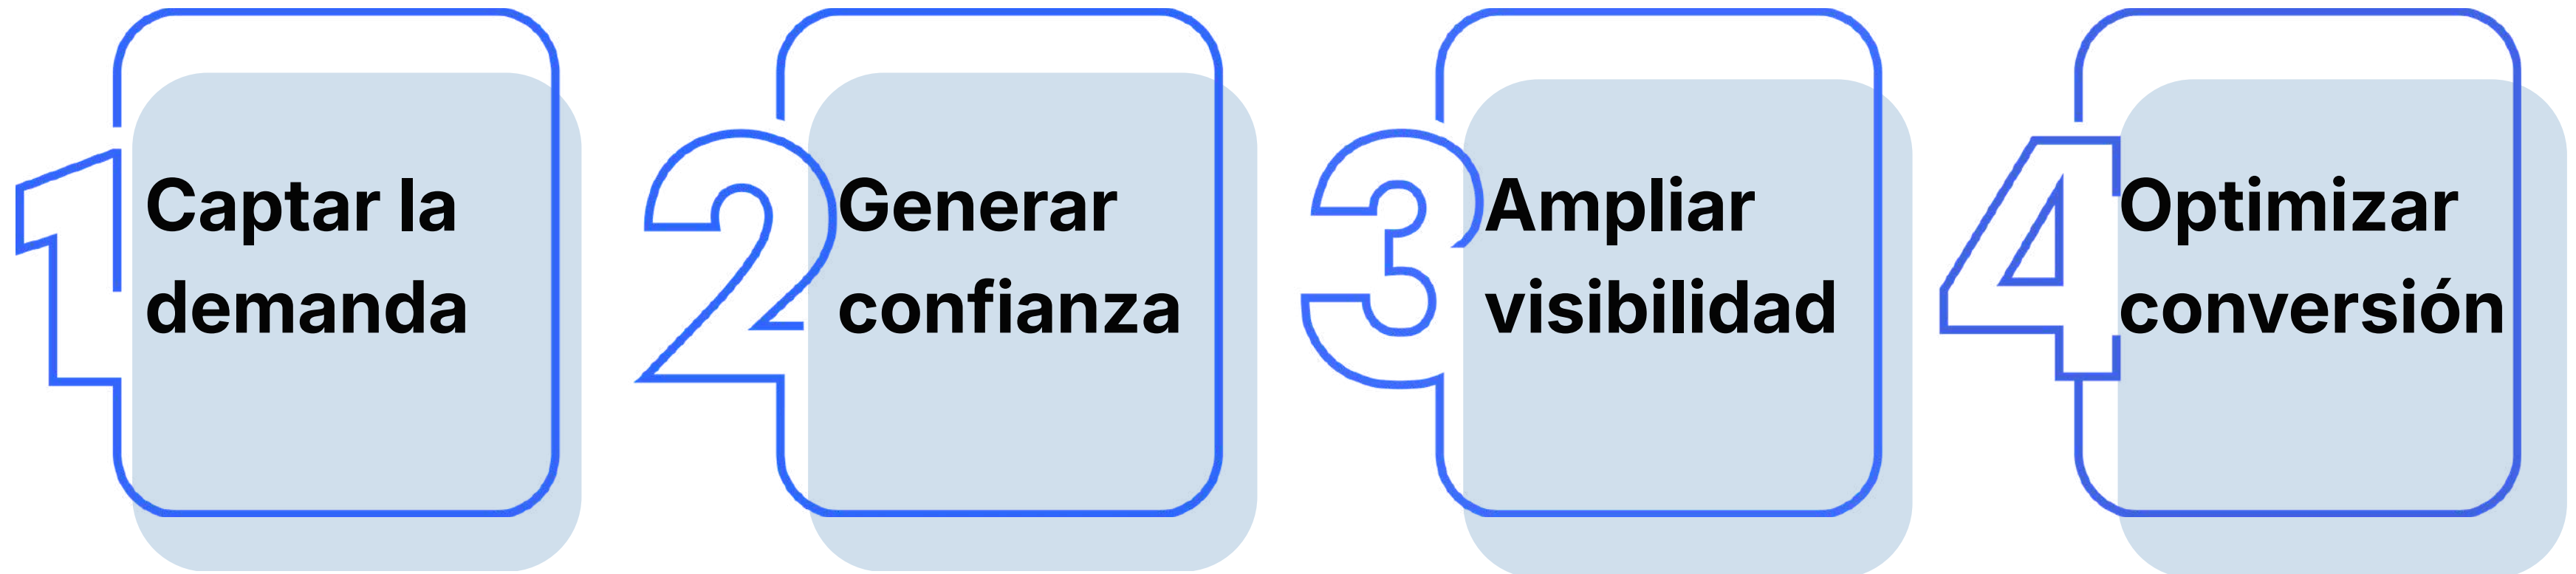 1
Captar la
demanda
2
Generar
confianza
3
Ampliar
visibilidad
4
Optimizar
conversión